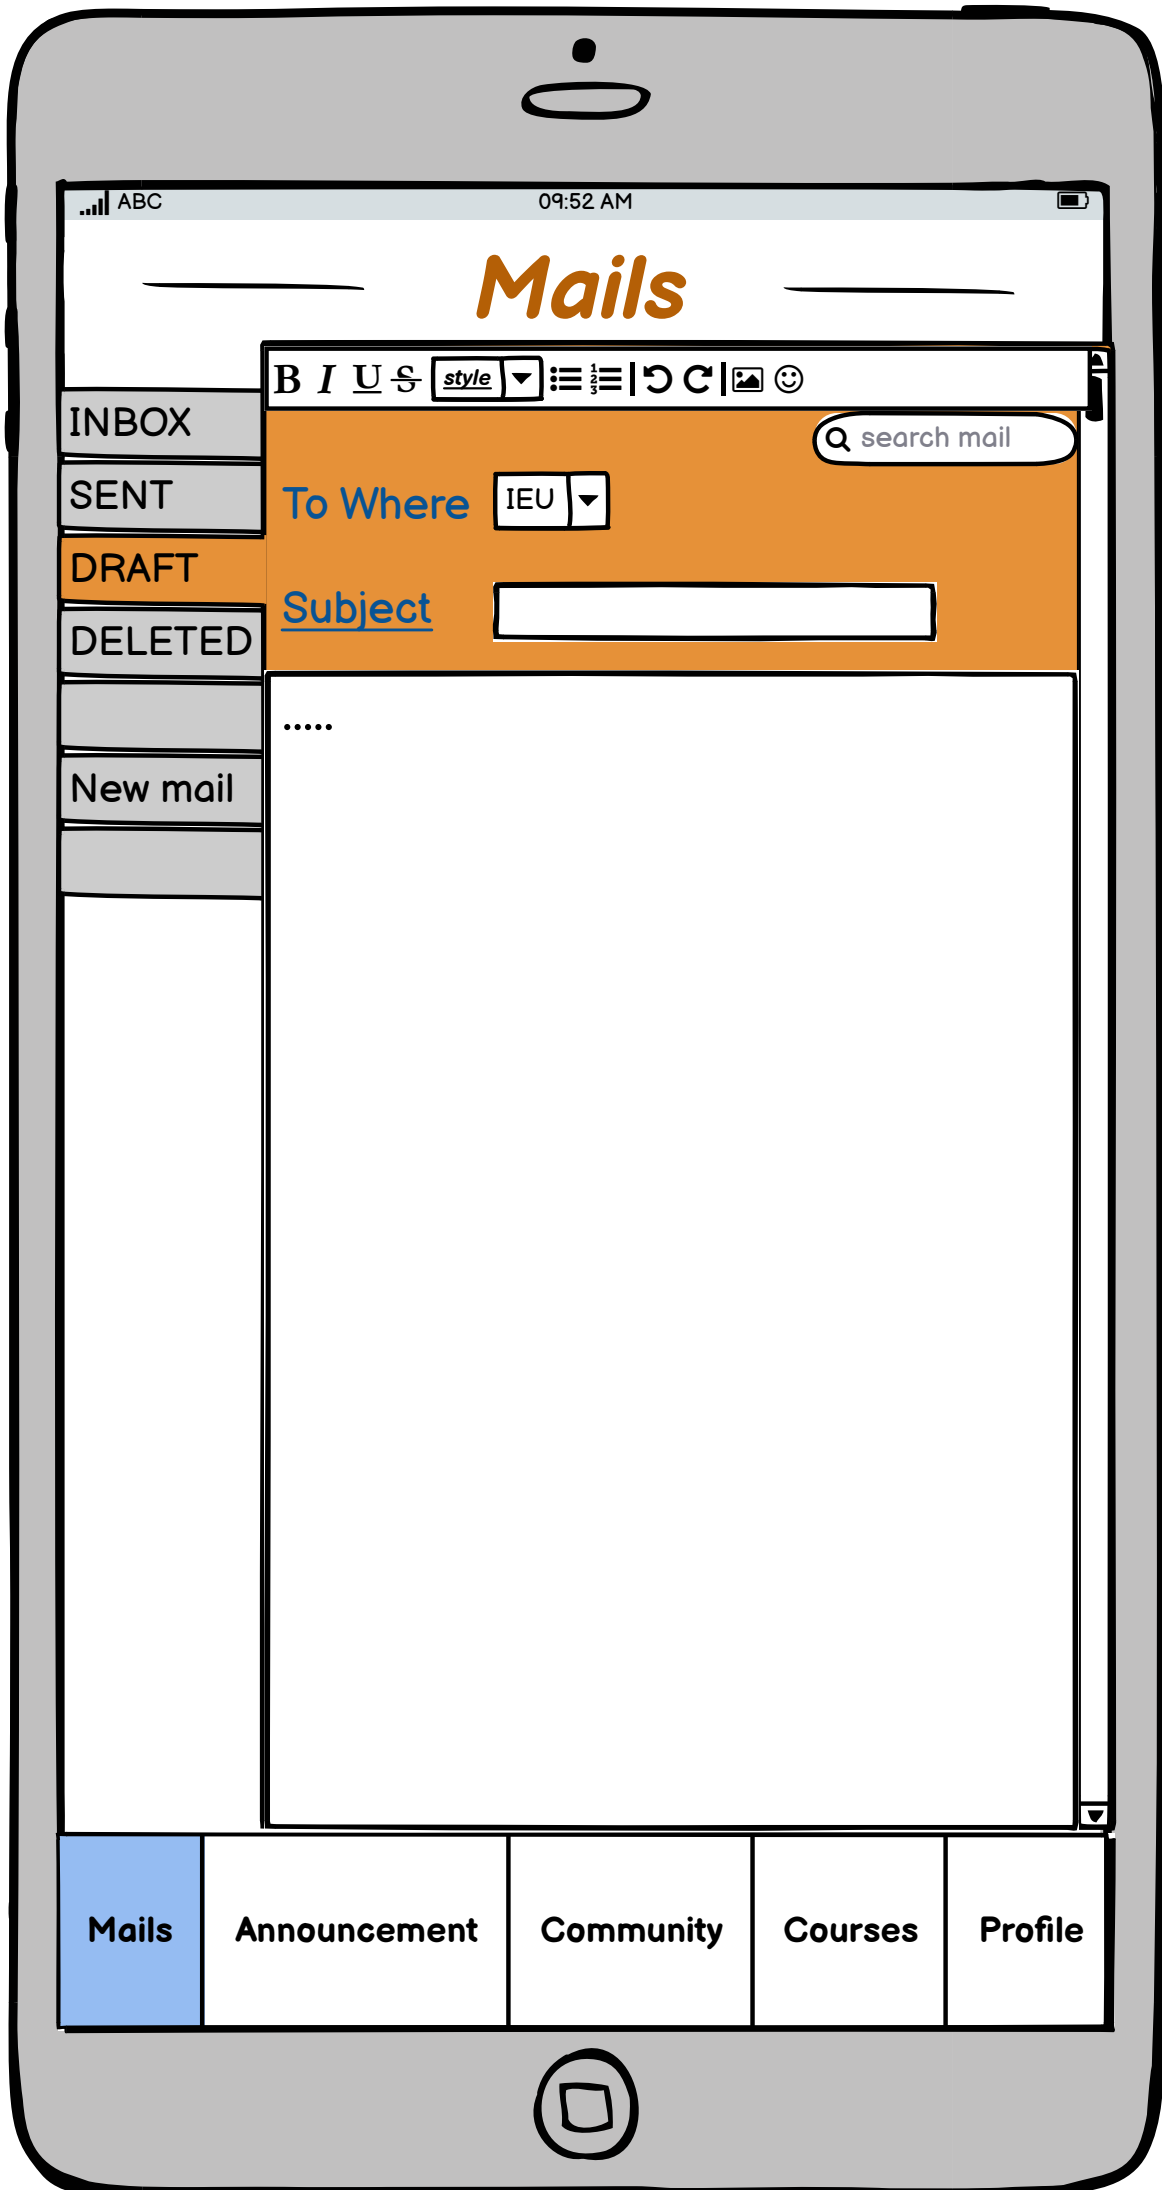 ABC 09:52 AM
Mails
B I U S style
search mail
INBOX
SENT
DRAFT
DELETED
New mail
To Where IEU
Subject
.....
Mails Announcement Community Courses Profile